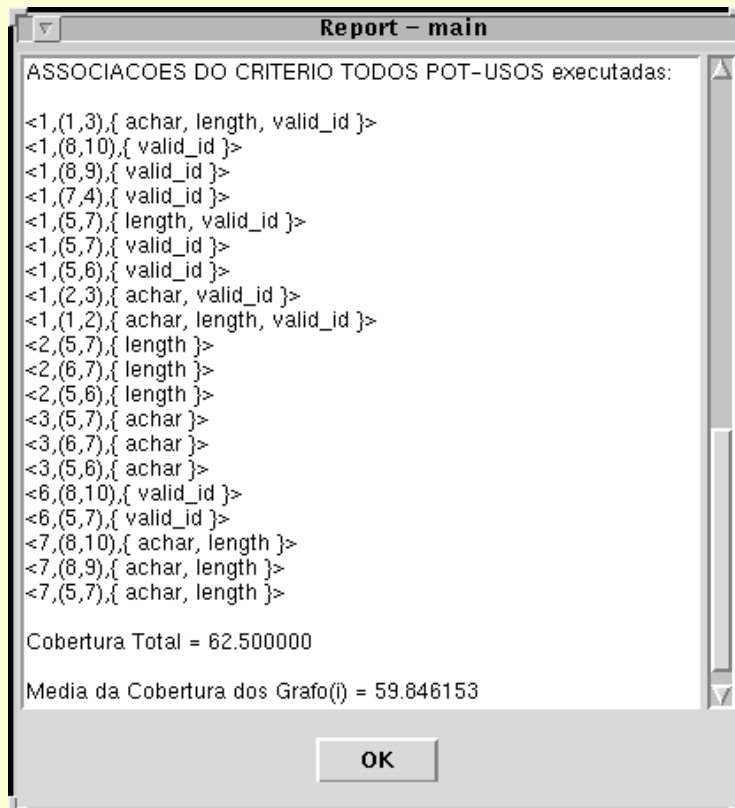 Report – main
ASSOCIACOES DO CRITERIO TODOS POT-USOS executadas:
<1,(1,3),{ achar, length, valid_id }>
<1,(8,10),{ valid_id }>
<1,(8,9),{ valid_id }>
<1,(7,4),{ valid_id }>
<1,(5,7),{ length, valid_id }>
<1,(5,7),{ valid_id }>
<1,(5,6),{ valid_id }>
<1,(2,3),{ achar, valid_id }>
<1,(1,2),{ achar, length, valid_id }>
<2,(5,7),{ length }>
<2,(6,7),{ length }>
<2,(5,6),{ length }>
<3,(5,7),{ achar }>
<3,(6,7),{ achar }>
<3,(5,6),{ achar }>
<6,(8,10),{ valid_id }>
<6,(5,7),{ valid_id }>
<7,(8,10),{ achar, length }>
<7,(8,9),{ achar, length }>
<7,(5,7),{ achar, length }>
Cobertura Total = 62.500000
Media da Cobertura dos Grafo(i) = 59.846153
OK